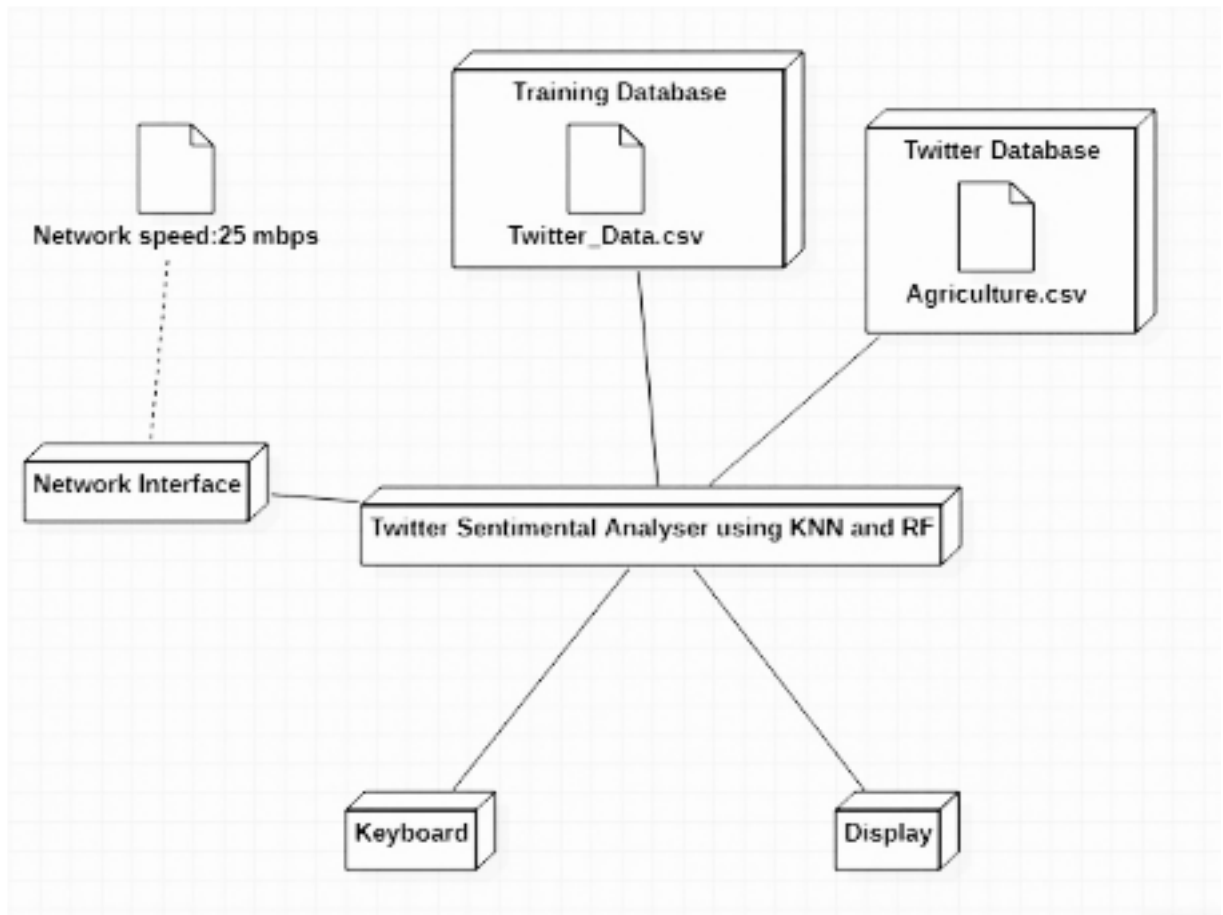 Training Database
Twitter_Data.csv
Twitter Database
Agriculture.csv
Network speed:25 mbps
Network Interface
Twitter Sentimental Analyser using KNN and RF
Keyboard
Display